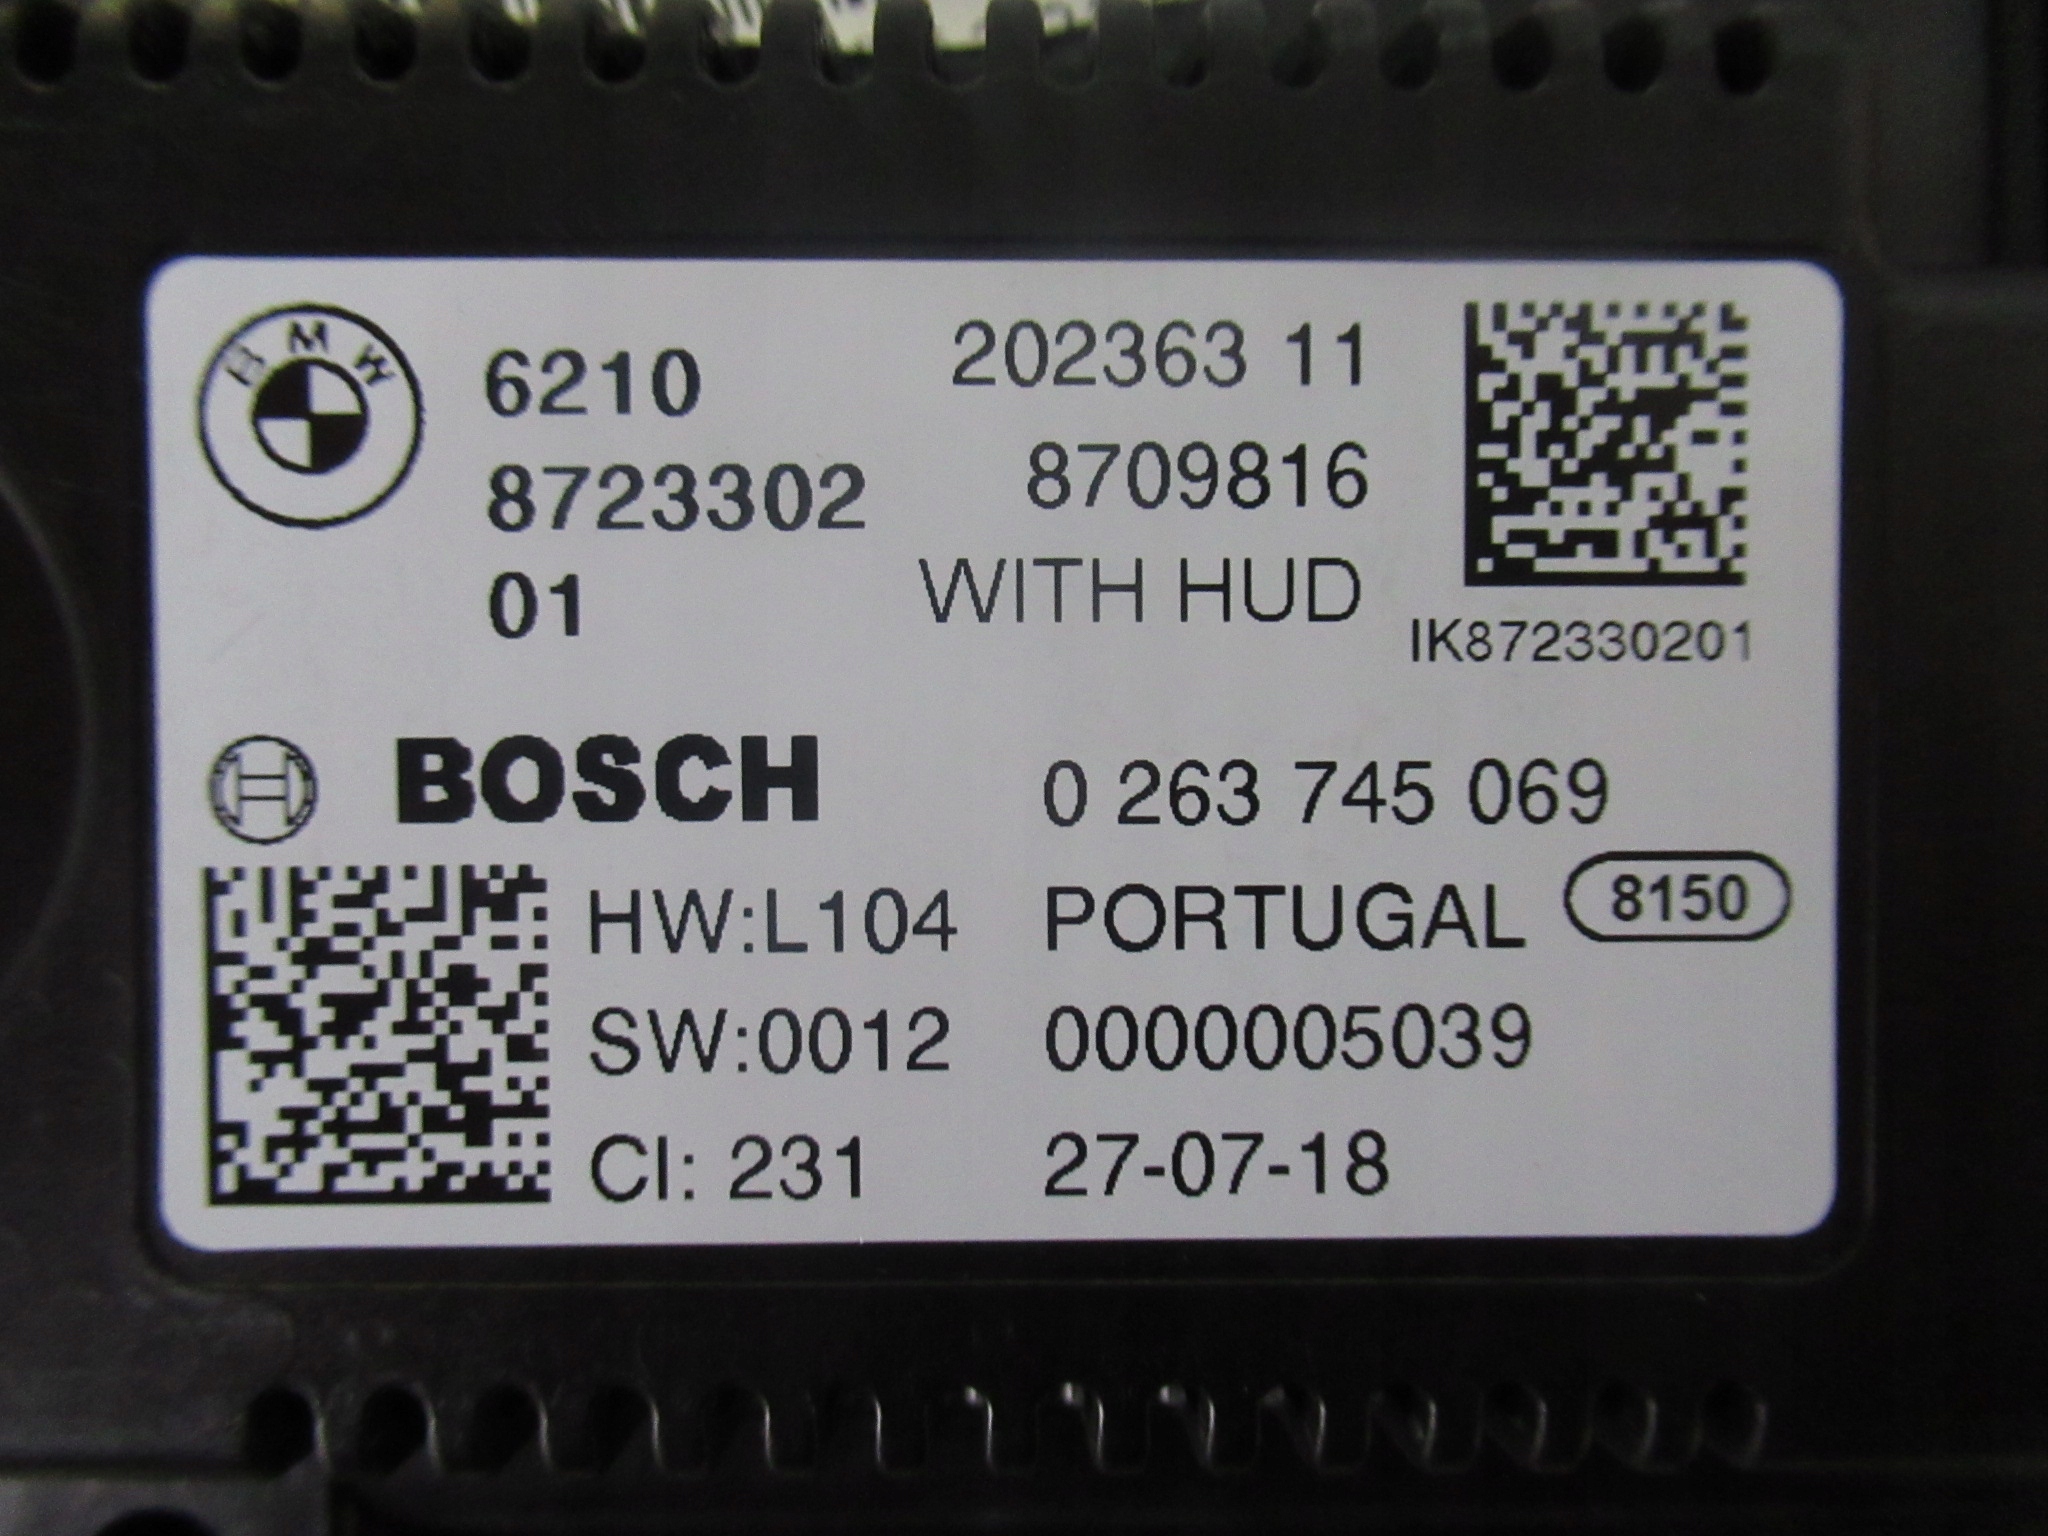 BMW
6210
8723302
01
202363 11
8709816
WITH HUD
IK872330201
BOSCH
0 263 745 069
HW:L104
PORTUGAL
8150
SW:0012
0000005039
CI: 231
27-07-18